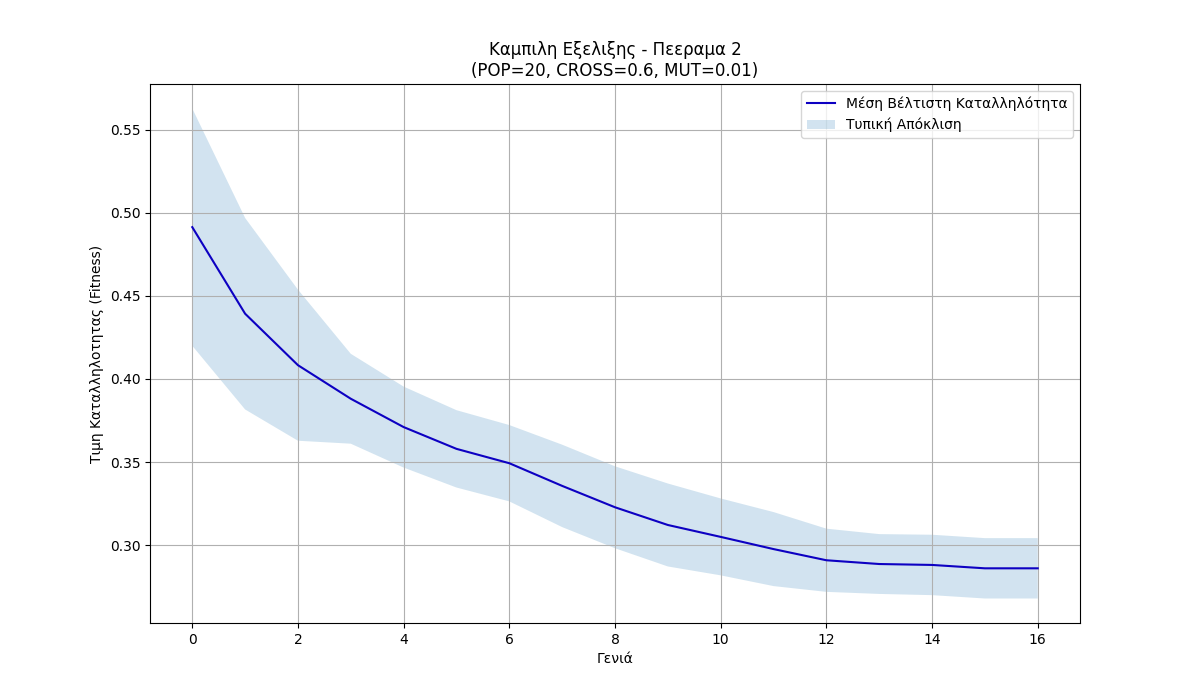 Καμπιλη Εξελιξης - Πεεραμα 2
(POP=20, CROSS=0.6, MUT=0.01)
Μέση Βέλτιστη Καταλληλότητα
Τυπική Απόκλιση
Τιμη Καταλληλοτητας (Fitness)
0.55
0.50
0.45
0.40
0.35
0.30
0 2 4 6 8 10 12 14 16
Γενιά